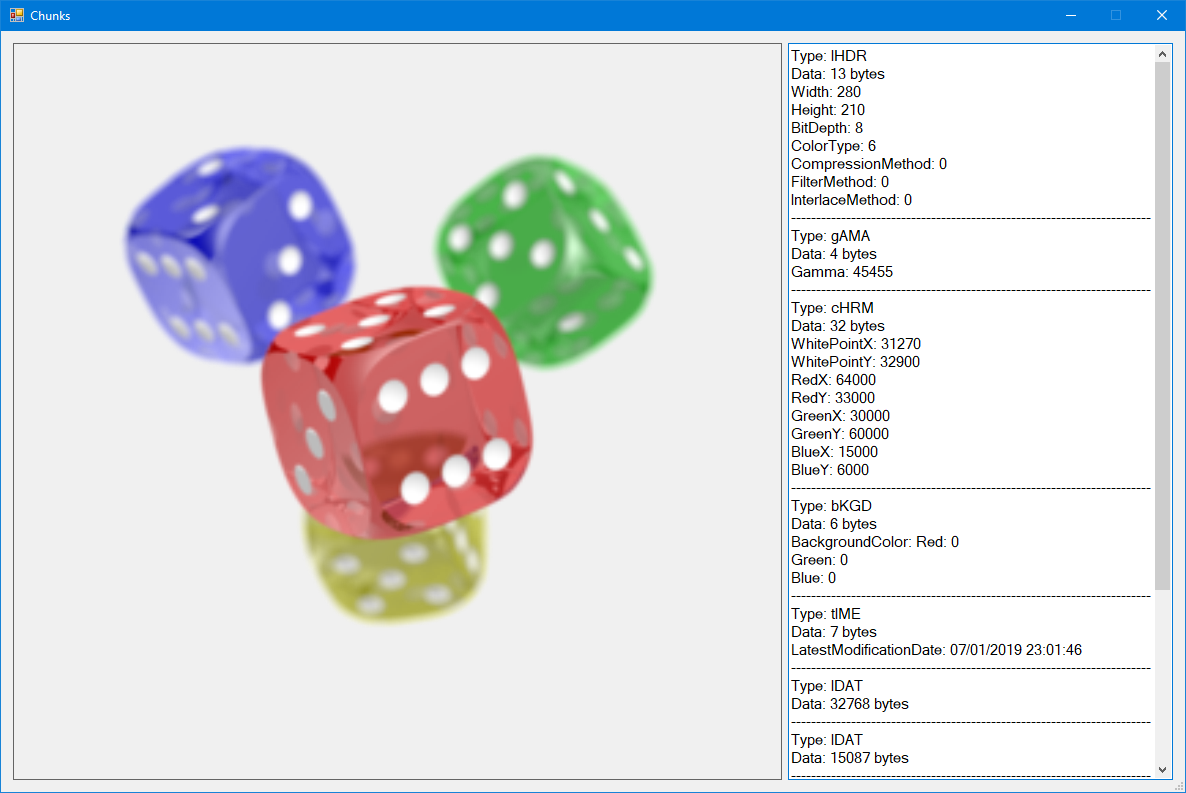 Chunks
Type: IHDR
Data: 13 bytes
Width: 280
Height: 210
BitDepth: 8
ColorType: 6
CompressionMethod: 0
FilterMethod: 0
InterlaceMethod: 0
------------------------------------------------------------------------------------------
Type: gAMA
Data: 4 bytes
Gamma: 45455
------------------------------------------------------------------------------------------
Type: cHRM
Data: 32 bytes
WhitePointX: 31270
WhitePointY: 32900
RedX: 64000
RedY: 33000
GreenX: 30000
GreenY: 60000
BlueX: 15000
BlueY: 6000
------------------------------------------------------------------------------------------
Type: bKGD
Data: 6 bytes
BackgroundColor: Red: 0
Green: 0
Blue: 0
------------------------------------------------------------------------------------------
Type: tIME
Data: 7 bytes
LatestModificationDate: 07/01/2019 23:01:46
------------------------------------------------------------------------------------------
Type: IDAT
Data: 32768 bytes
------------------------------------------------------------------------------------------
Type: IDAT
Data: 15087 bytes
------------------------------------------------------------------------------------------